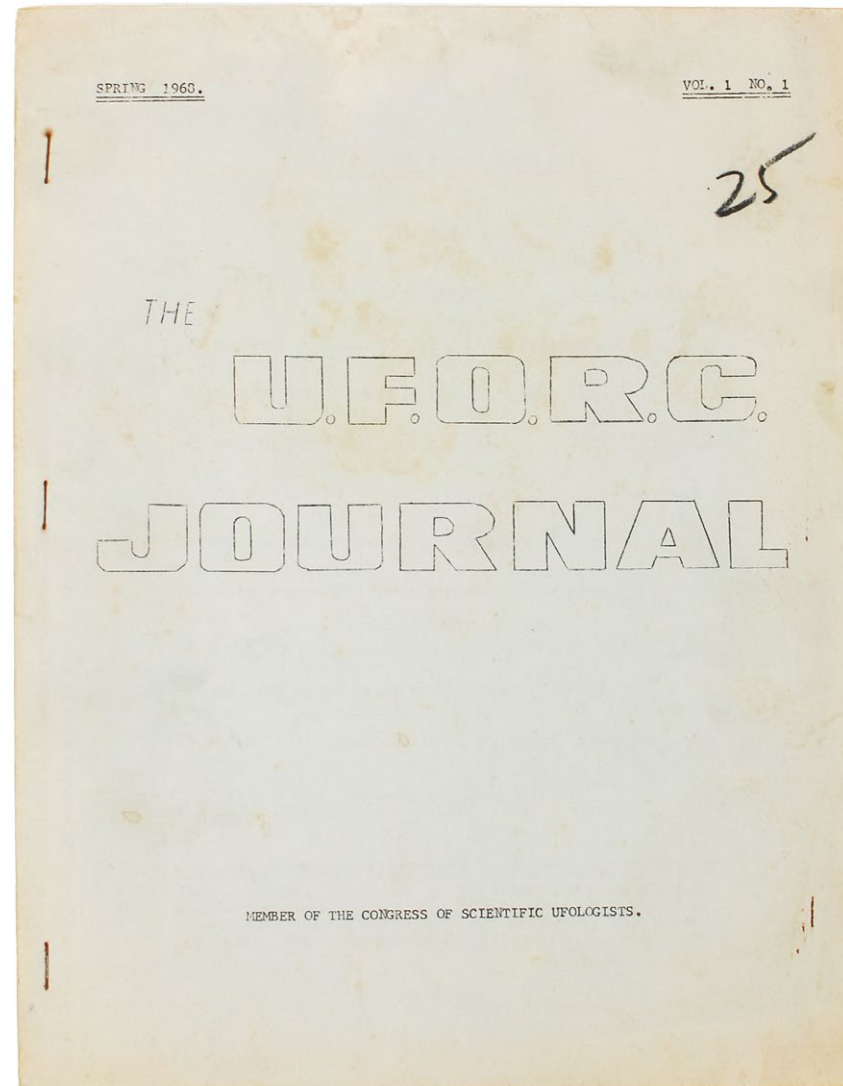 SPRING 1968.
VOL. 1 NO. 1
25
THE
U.F.O.R.C.
JOURNAL
MEMBER OF THE CONGRESS OF SCIENTIFIC UFOLOGISTS.